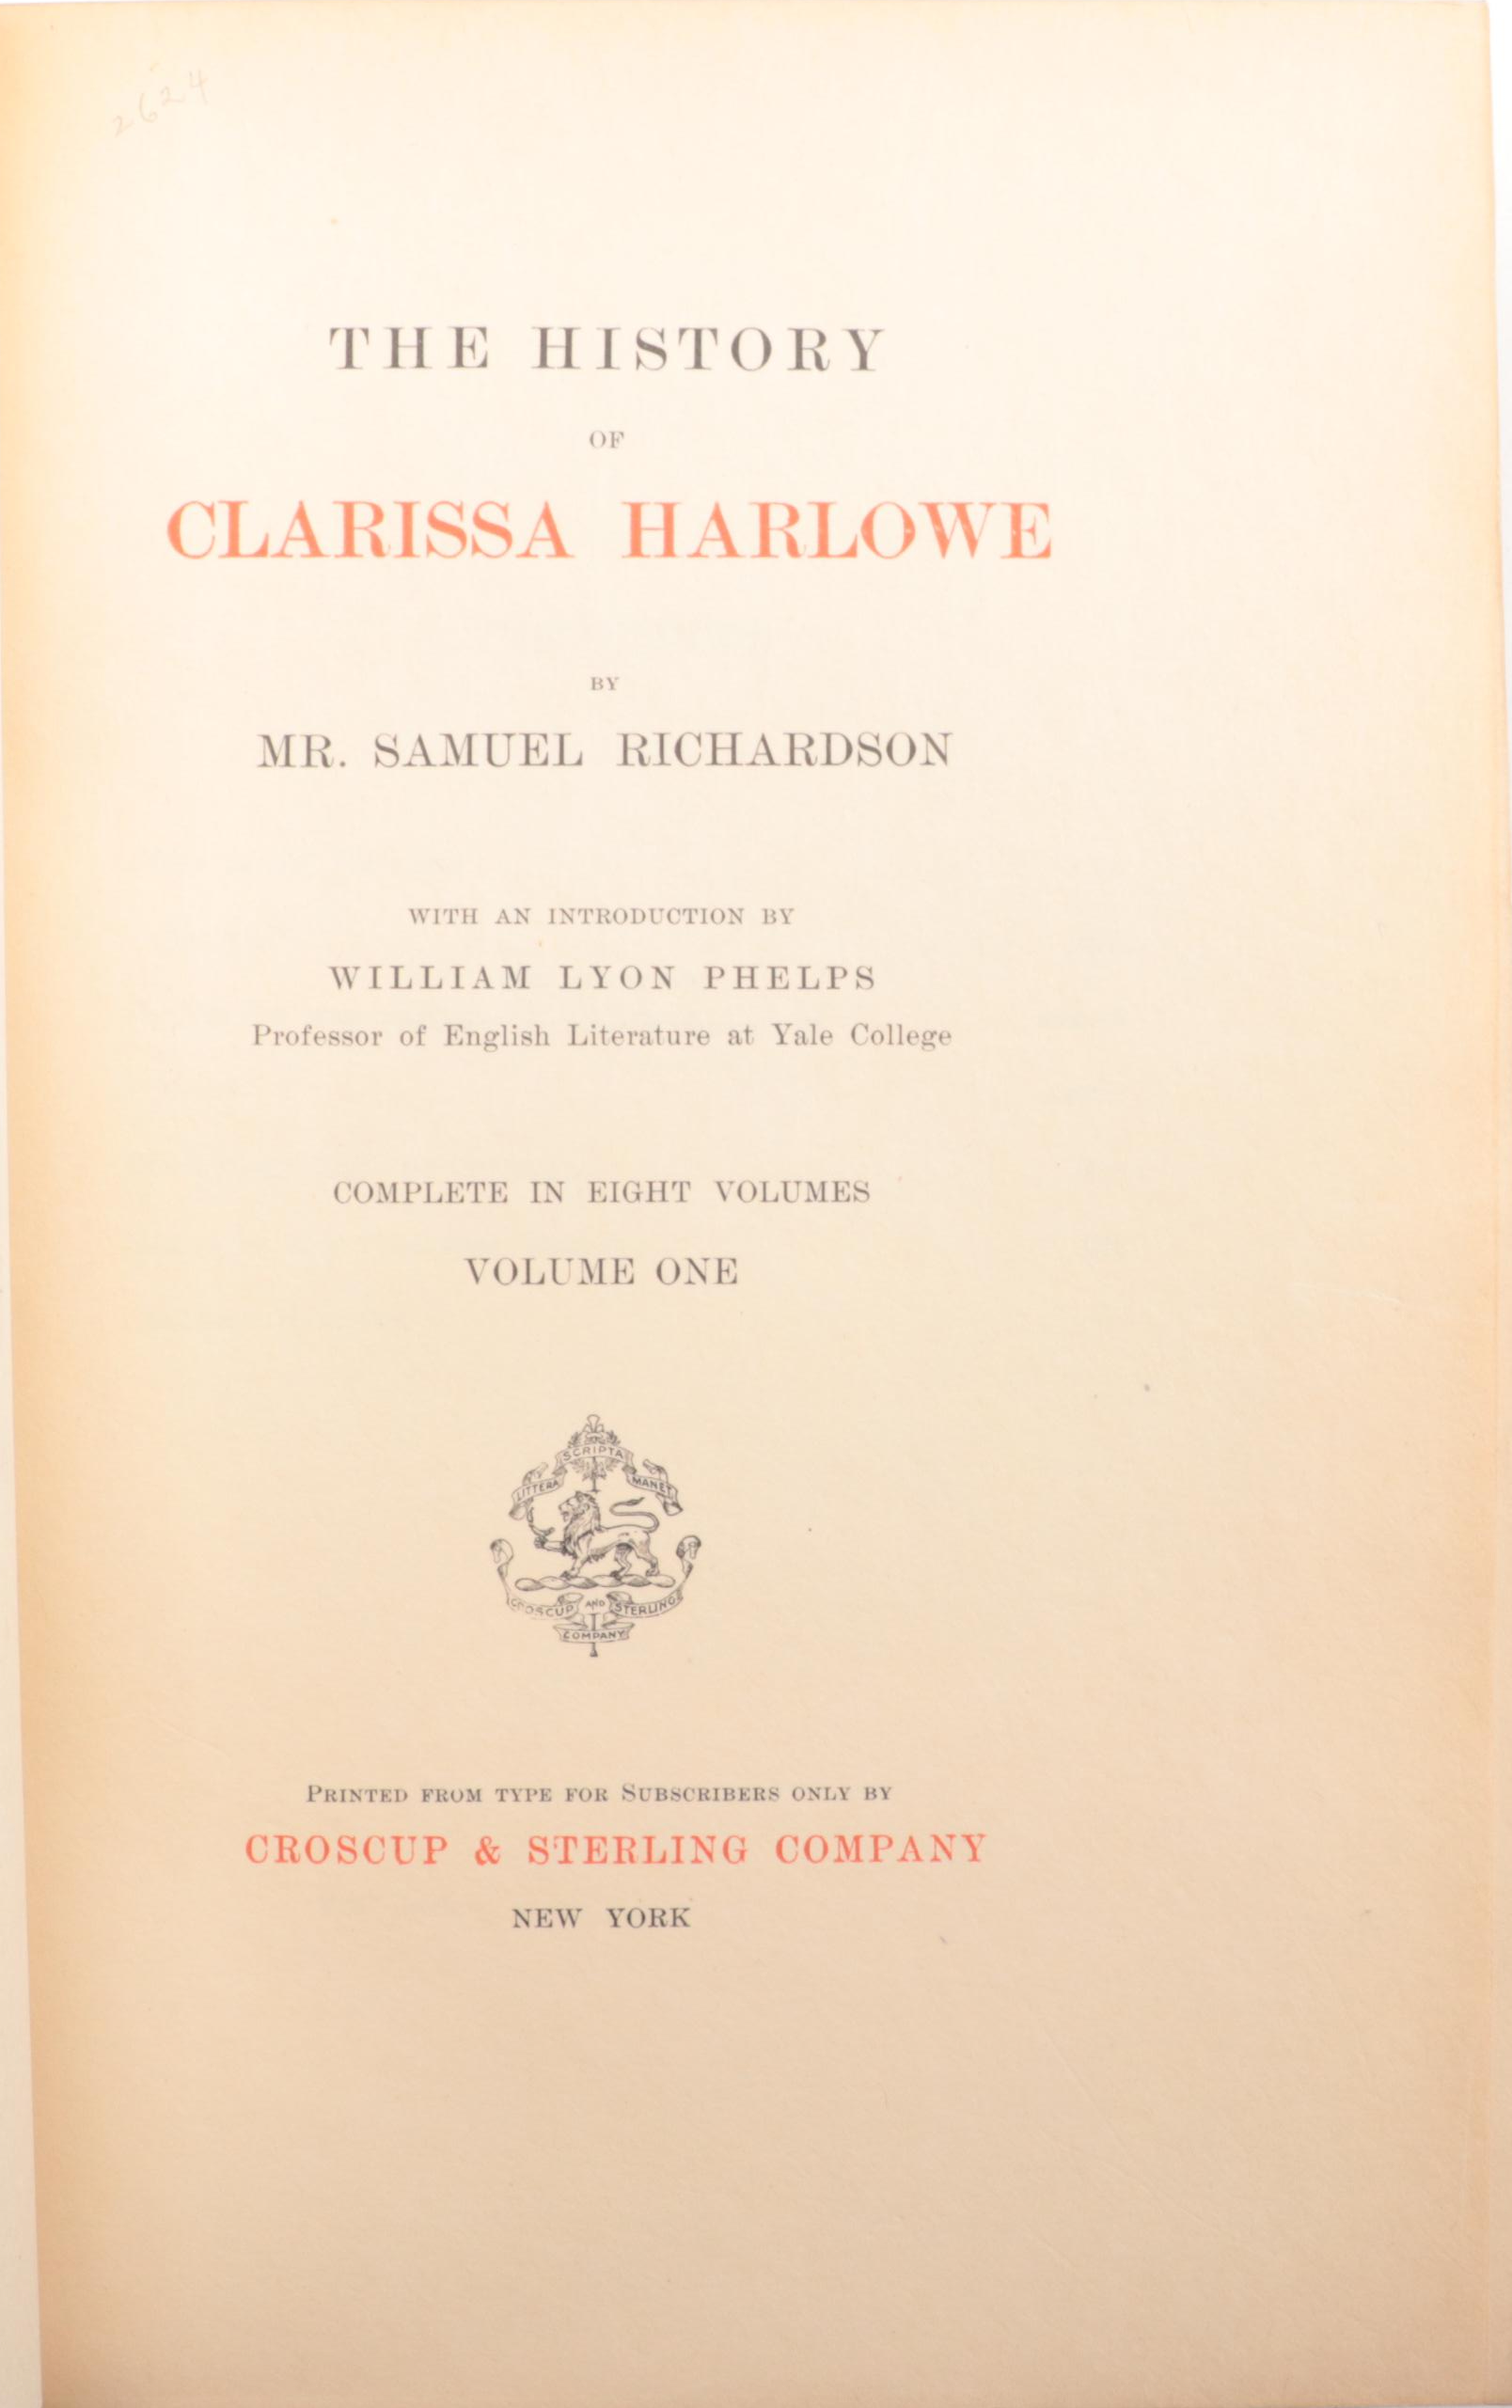 2624
THE HISTORY
OF
CLARISSA HARLOWE
BY
MR. SAMUEL RICHARDSON
WITH AN INTRODUCTION BY
WILLIAM LYON PHELPS
Professor of English Literature at Yale College
COMPLETE IN EIGHT VOLUMES
VOLUME ONE
LITTERA SCRIPTA MANET
CROSCUP AND STERLING
COMPANY
PRINTED FROM TYPE FOR SUBSCRIBERS ONLY BY
CROSCUP & STERLING COMPANY
NEW YORK